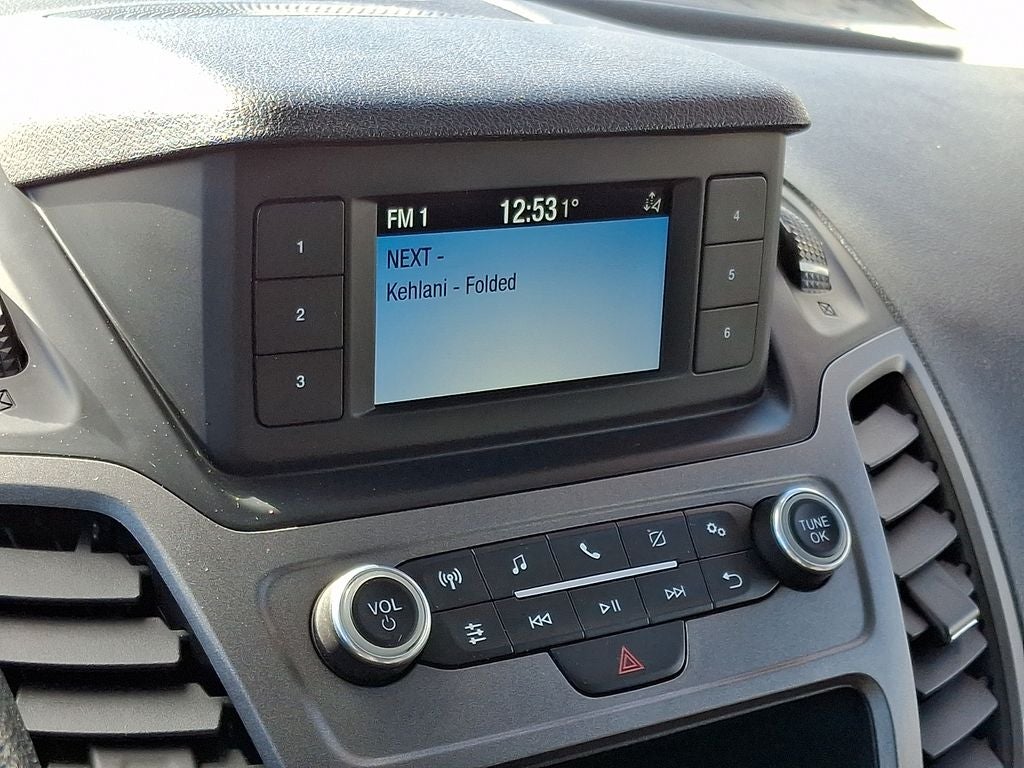 FM 1 12:53 1°
NEXT -
Kehlani - Folded
1
2
3
4
5
6
VOL
TUNE
OK